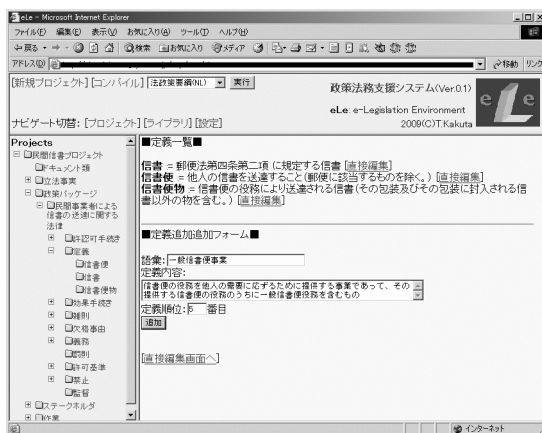 eLe - Microsoft Internet Explorer
ファイル(F) 編集(E) 表示(V) お気に入り(A) ツール(T) ヘルプ(H)
戻る 検索 お気に入り メディア
アドレス(D) 移動 リンク
[新規プロジェクト] [コンパイル] 法政策要綱(NL) 実行
政策法務支援システム(Ver.0.1)
eLe: e-Legislation Environment
2009(C)T.Kakuta
eLe
ナビゲート切替: [プロジェクト] [ライブラリ] [設定]
Projects
民間信書プロジェクト
ドキュメント類
立法事実
政策パッケージ
民間事業者による
信書の送達に関する
法律
許認可手続き
定義
信書便
信書
信書便物
効果手続き
雑則
欠格事由
義務
罰則
許可基準
禁止
監督
ステークホルダ
作業
■定義一覧■
信書 = 郵便法第四条第二項 に規定する信書 [直接編集]
信書便 = 他人の信書を送達すること(郵便に該当するものを除く。) [直接編集]
信書便物 = 信書便の役務により送達される信書(その包装及びその包装に封入される信
書以外の物を含む。) [直接編集]
■定義追加追加フォーム■
語彙: 一般信書便事業
定義内容:
信書便の役務を他人の需要に応ずるために提供する事業であって、その
提供する信書便の役務のうちに一般信書便役務を含むもの
定義順位: 番目
追加
[直接編集画面へ]
インターネット